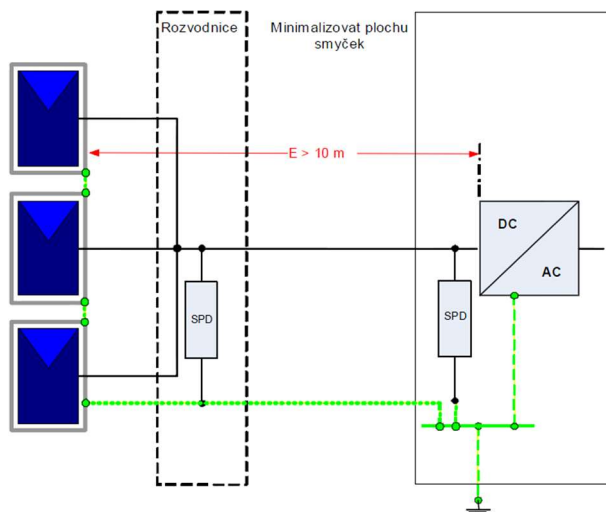 Rozvodnice
Minimalizovat plochu
smyček
E > 10 m
DC
AC
SPD
SPD